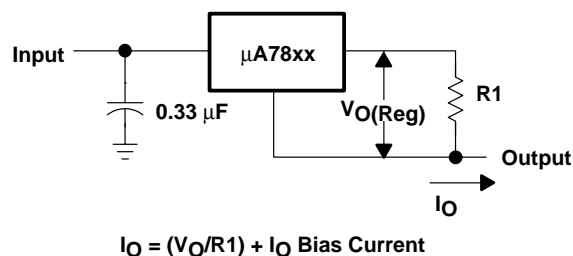 Input
μA78xx
0.33 μF
VO(Reg)
R1
Output
IO
IO = (VO/R1) + IO Bias Current